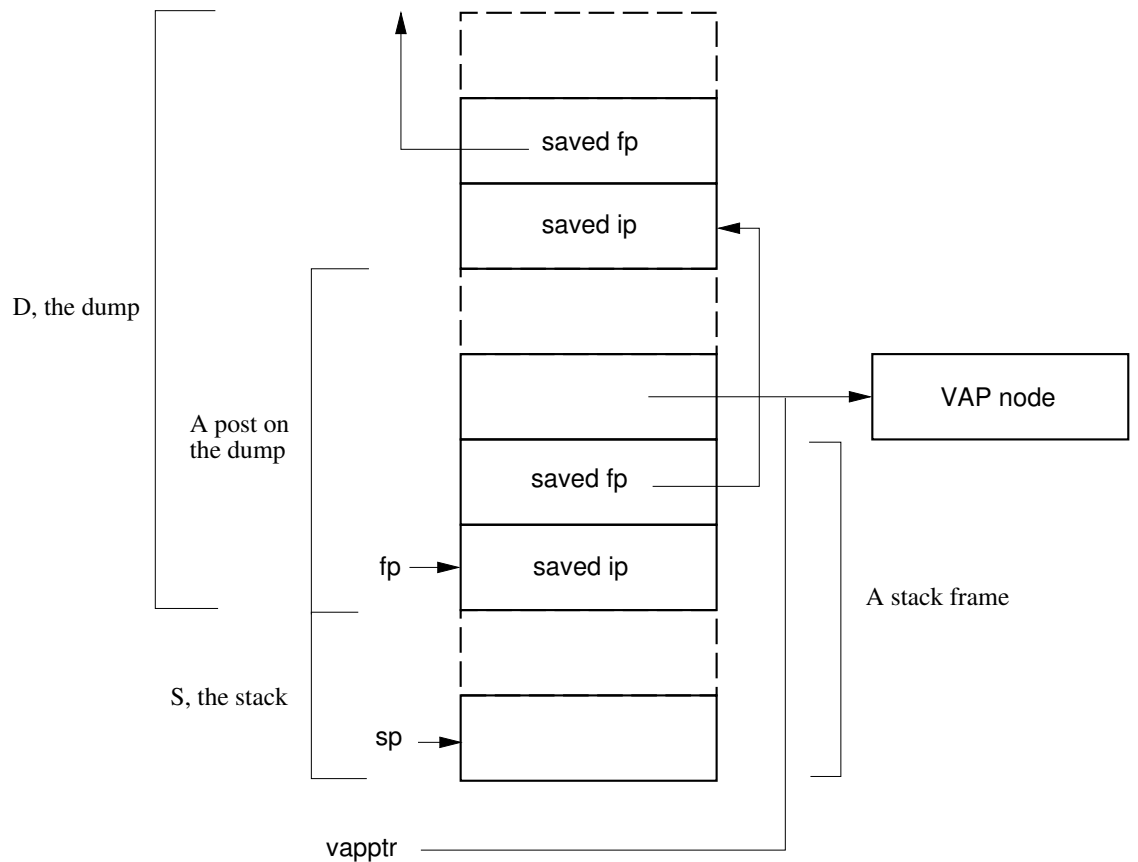 saved fp
saved ip
D, the dump
VAP node
A post on
the dump
saved fp
fp
saved ip
A stack frame
S, the stack
sp
vapptr